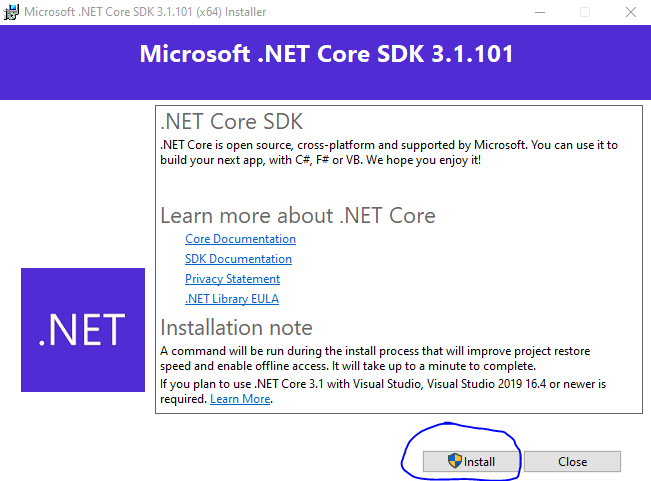 Microsoft .NET Core SDK 3.1.101 (x64) Installer
Microsoft .NET Core SDK 3.1.101
.NET Core SDK
.NET Core is open source, cross-platform and supported by Microsoft. You can use it to
build your next app, with C#, F# or VB. We hope you enjoy it!
Learn more about .NET Core
Core Documentation
SDK Documentation
Privacy Statement
.NET Library EULA
.NET
Installation note
A command will be run during the install process that will improve project restore
speed and enable offline access. It will take up to a minute to complete.
If you plan to use .NET Core 3.1 with Visual Studio, Visual Studio 2019 16.4 or newer is
required. Learn More.
Install
Close